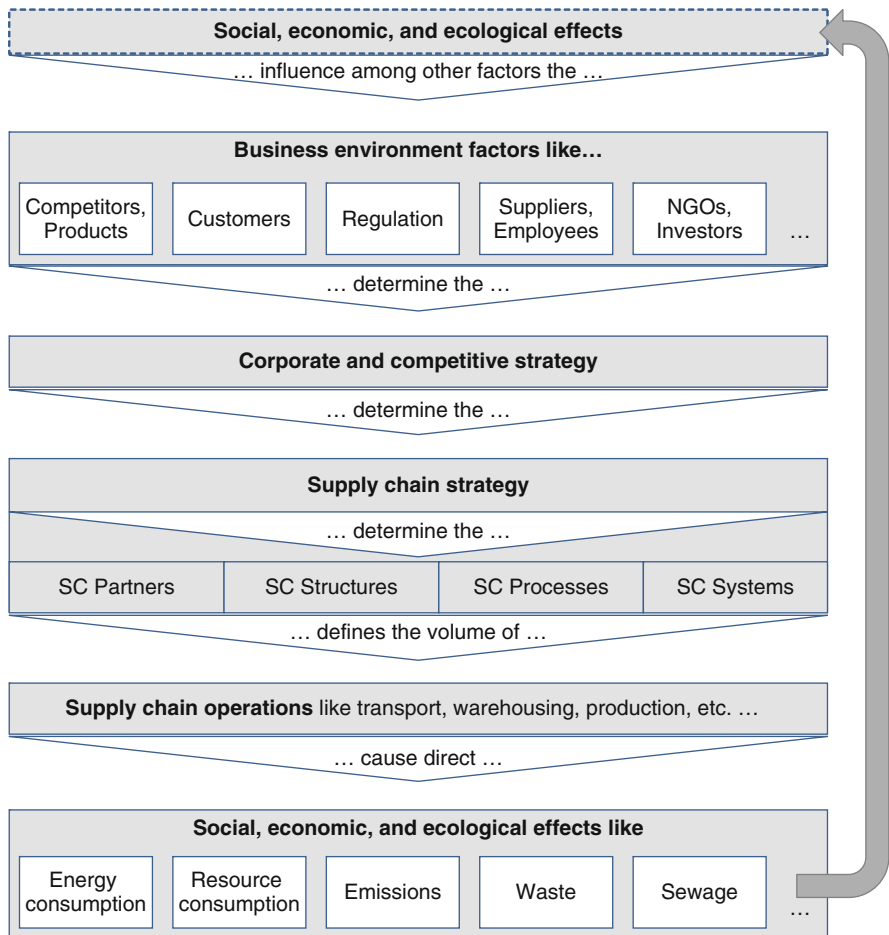 Social, economic, and ecological effects
… influence among other factors the …
Business environment factors like…
Competitors,
Products
Customers
Regulation
Suppliers,
Employees
NGOs,
Investors
…
… determine the …
Corporate and competitive strategy
… determine the …
Supply chain strategy
… determine the …
SC Partners
SC Structures
SC Processes
SC Systems
… defines the volume of …
Supply chain operations like transport, warehousing, production, etc. …
… cause direct …
Social, economic, and ecological effects like
Energy
consumption
Resource
consumption
Emissions
Waste
Sewage
…